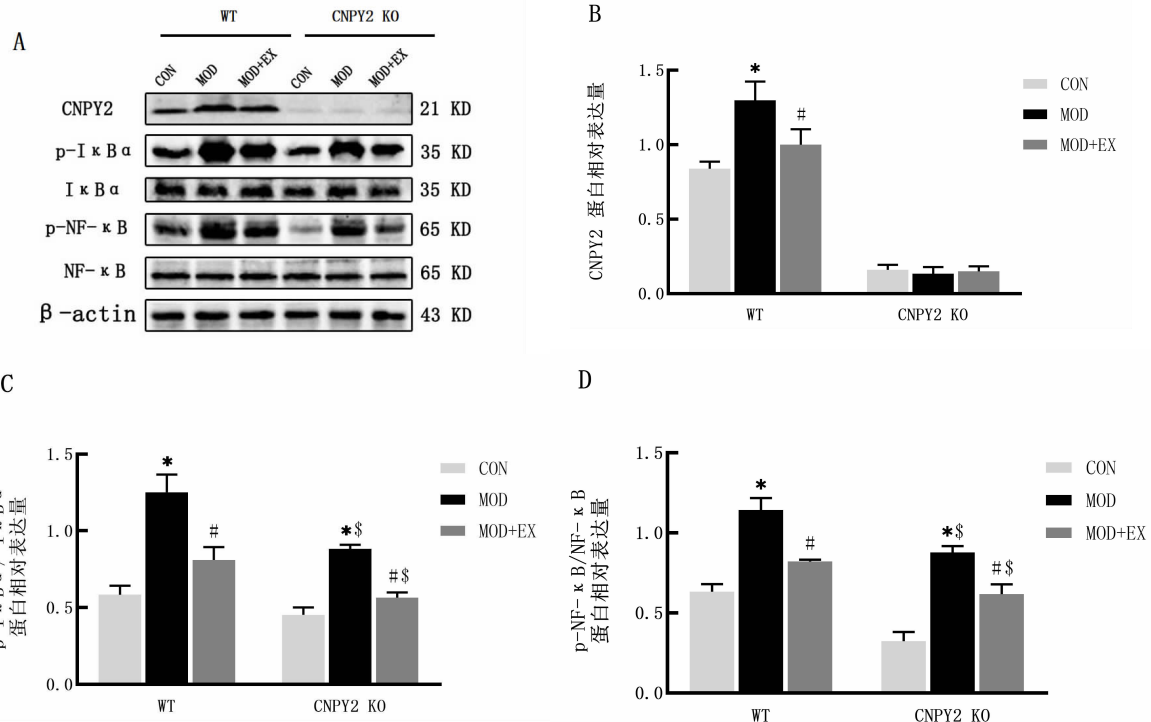 A
WT
CNPY2 KO
CON
MOD
MOD+EX
CON
MOD
MOD+EX
CNPY2
21 KD
p-IκBα
35 KD
IκBα
35 KD
p-NF-κB
65 KD
NF-κB
65 KD
β-actin
43 KD
B
CNPY2 蛋白相对表达量
1.5
1.0
0.5
0.0
*
#
WT
CNPY2 KO
CON
MOD
MOD+EX
C
蛋白相对表达量
1.5
1.0
0.5
0.0
*
#
*$
#$
WT
CNPY2 KO
CON
MOD
MOD+EX
D
p-NF-κB/NF-κB
蛋白相对表达量
1.5
1.0
0.5
0.0
*
#
*$
#$
WT
CNPY2 KO
CON
MOD
MOD+EX